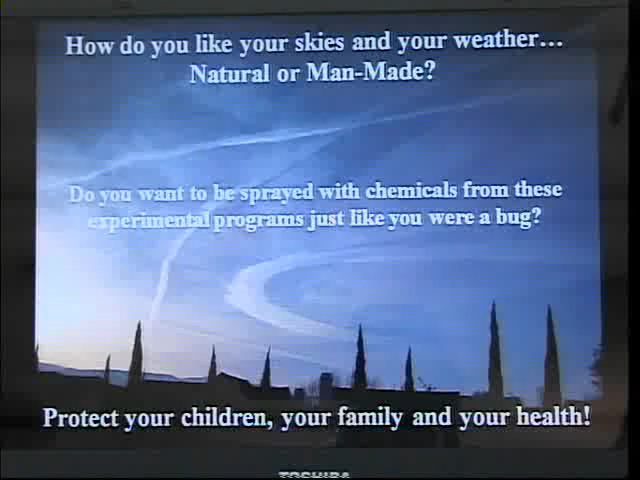 How do you like your skies and your weather...
Natural or Man-Made?
Do you want to be sprayed with chemicals from these
experimental programs just like you were a bug?
Protect your children, your family and your health!
TOSHIBA